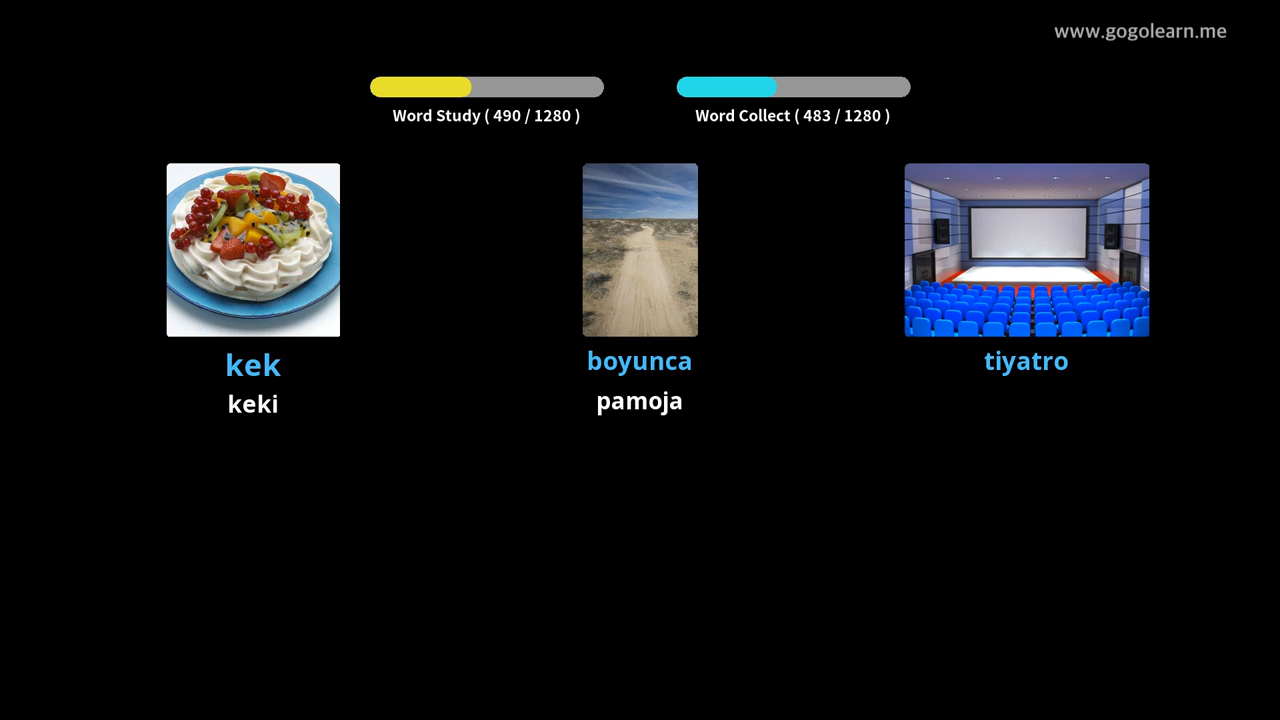 www.gogolearn.me
Word Study ( 490 / 1280 )
Word Collect ( 483 / 1280 )
kek
boyunca
tiyatro
keki
pamoja